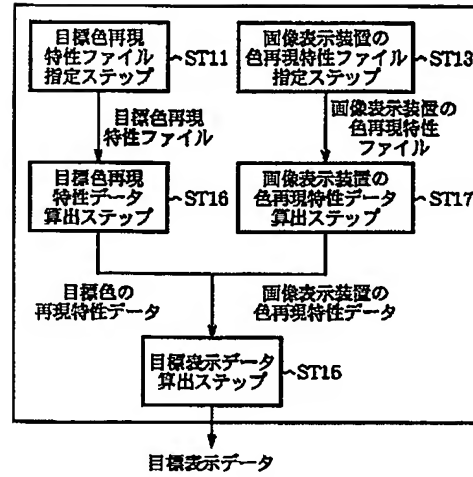 目標色再現
特性ファイル
指定ステップ
~ST11
画像表示装置の
色再現特性ファイル
指定ステップ
~ST13
目標色再現
特性ファイル
画像表示装置の
色再現特性
ファイル
目標色再現
特性データ
算出ステップ
~ST16
画像表示装置の
色再現特性データ
算出ステップ
~ST17
目標色の
再現特性データ
画像表示装置の
色再現特性データ
目標表示データ
算出ステップ
~ST15
目標表示データ